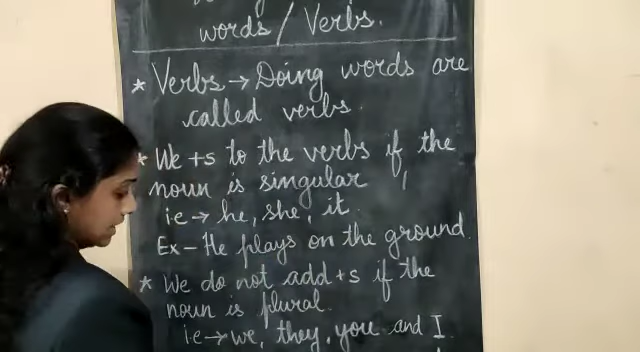 words / Verbs.
* Verbs → Doing words are
called verbs.
* We +s to the verbs if the
noun is singular,
ie → he, she, it.
Ex – He plays on the ground.
* We do not add +s if the
noun is plural.
i.e → we, they, you and I